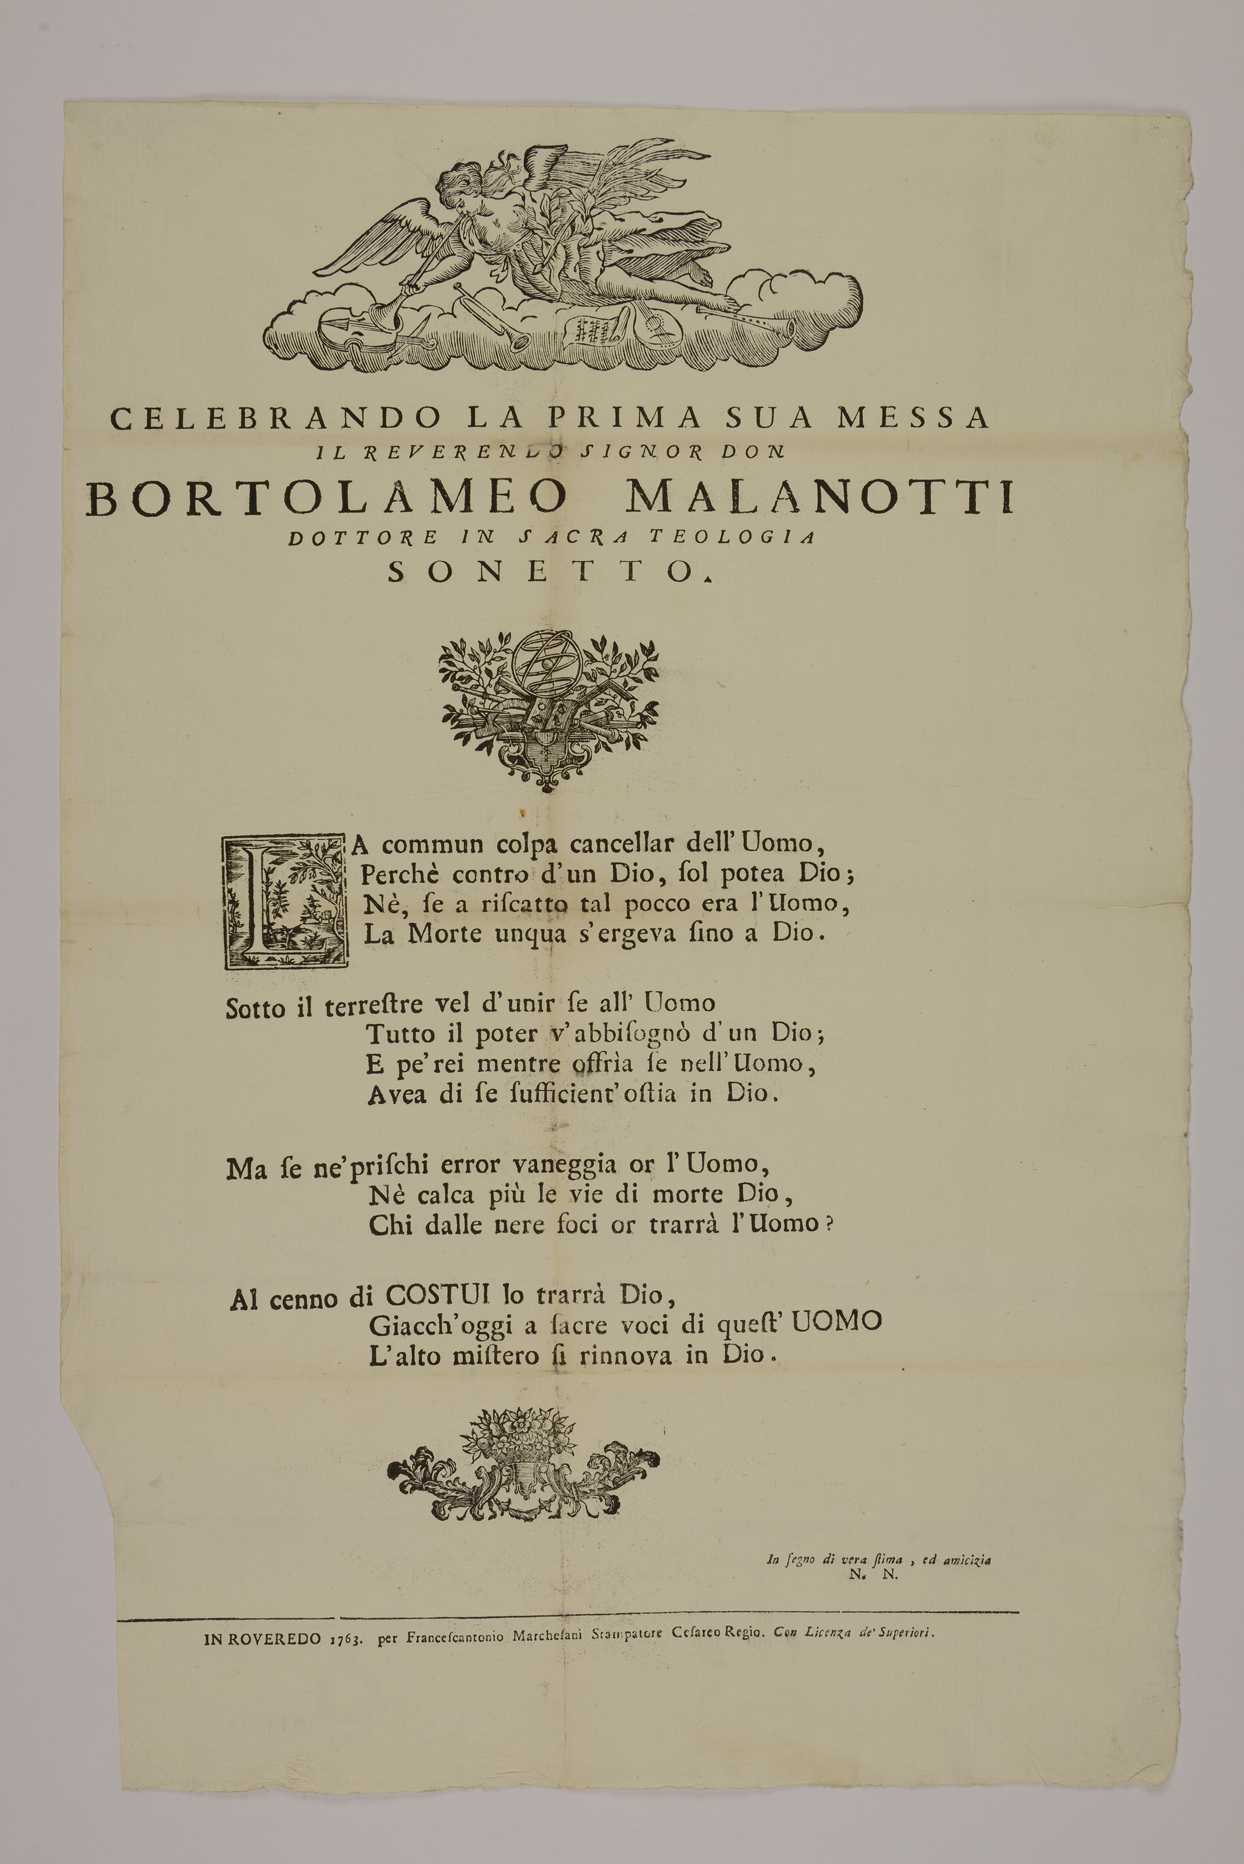 CELEBRANDO LA PRIMA SUA MESSA
IL REVERENDO SIGNOR DON
BORTOLAMEO MALANOTTI
DOTTORE IN SACRA TEOLOGIA
SONETTO.
LA commun colpa cancellar dell' Uomo,
Perchè contro d'un Dio, ſol potea Dio;
Nè, ſe a riſcatto tal pocco era l'Uomo,
La Morte unqua s'ergeva ſino a Dio.
Sotto il terreſtre vel d'unir ſe all' Uomo
Tutto il poter v'abbiſognò d'un Dio;
E pe' rei mentre offrìa ſe nell'Uomo,
Avea di ſe ſufficient' oſtia in Dio.
Ma ſe ne' priſchi error vaneggia or l'Uomo,
Nè calca più le vie di morte Dio,
Chi dalle nere foci or trarrà l'Uomo?
Al cenno di COSTUI lo trarrà Dio,
Giacch'oggi a ſacre voci di queſt' UOMO
L'alto miſtero ſi rinnova in Dio.
In ſegno di vera ſtima, ed amicizia
N. N.
IN ROVEREDO 1763. per Franceſcantonio Marcheſani Stampatore Ceſareo Regio. Con Licenza de' Superiori.